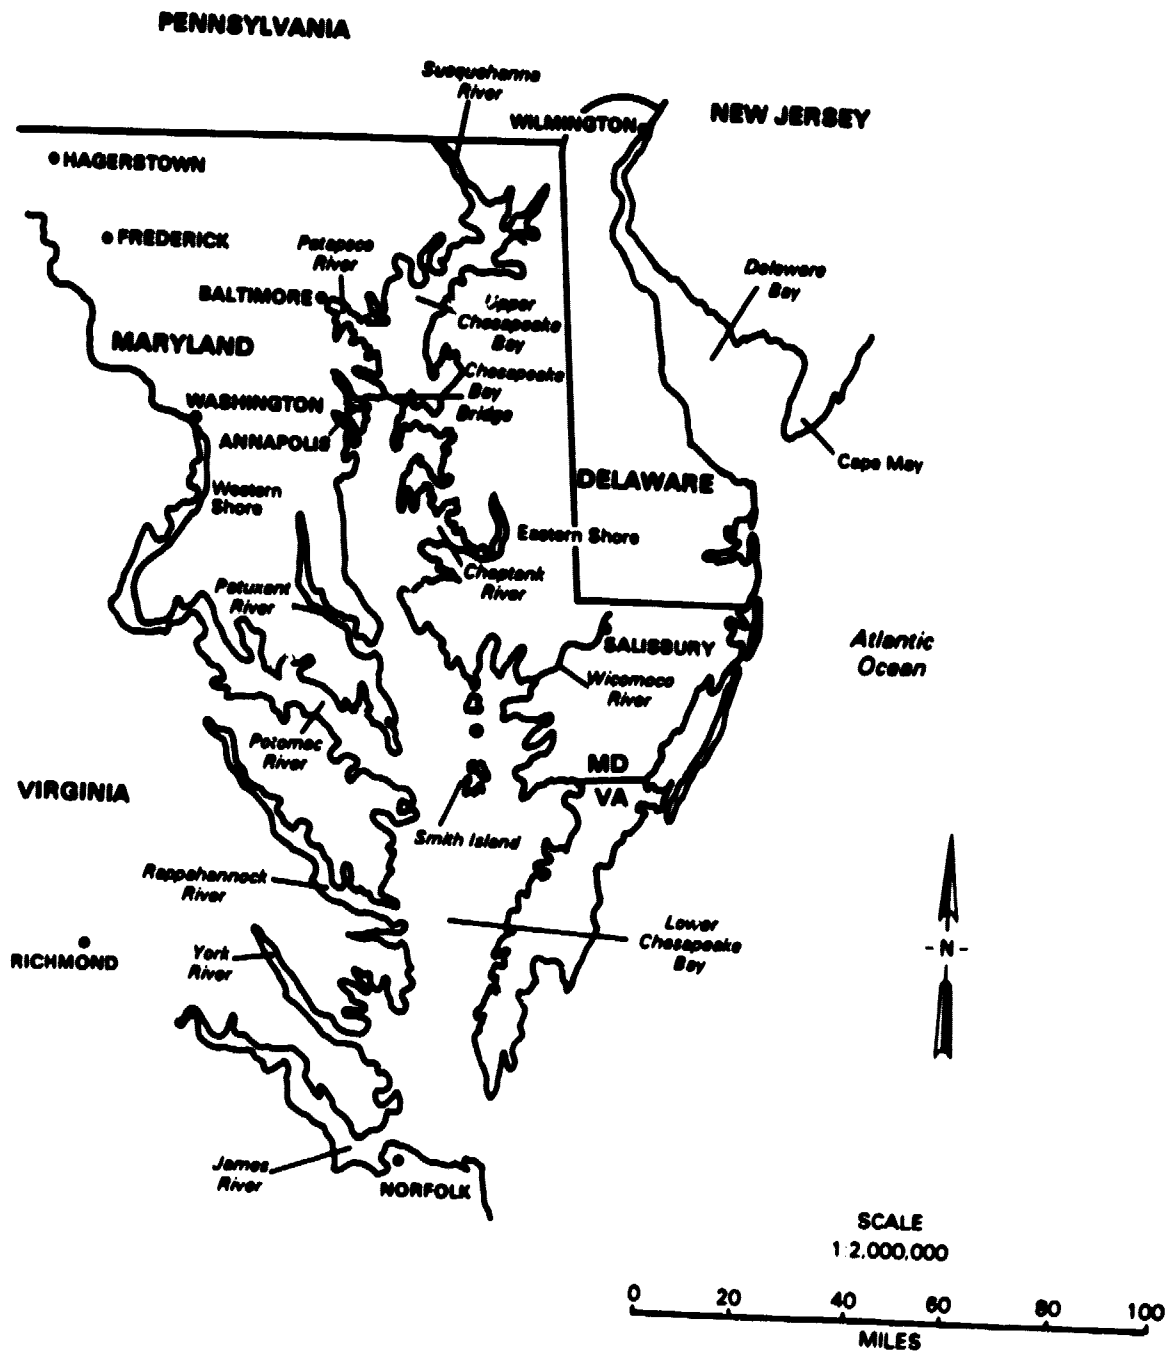 PENNSYLVANIA
Susquehanna
River
NEW JERSEY
WILMINGTON
HAGERSTOWN
FREDERICK
Patapsco
River
Delaware
Bay
BALTIMORE
Upper
Chesapeake
Bay
MARYLAND
Chesapeake
Bay
Bridge
WASHINGTON
ANNAPOLIS
Cape May
DELAWARE
Western
Shore
Eastern Shore
Choptank
River
Patuxent
River
SALISBURY
Atlantic
Ocean
Wicomoco
River
Potomac
River
MD
VA
VIRGINIA
Smith Island
Rappahannock
River
Lower
Chesapeake
Bay
York
River
RICHMOND
- N -
James
River
NORFOLK
SCALE
1:2,000,000
0 20 40 60 80 100
MILES